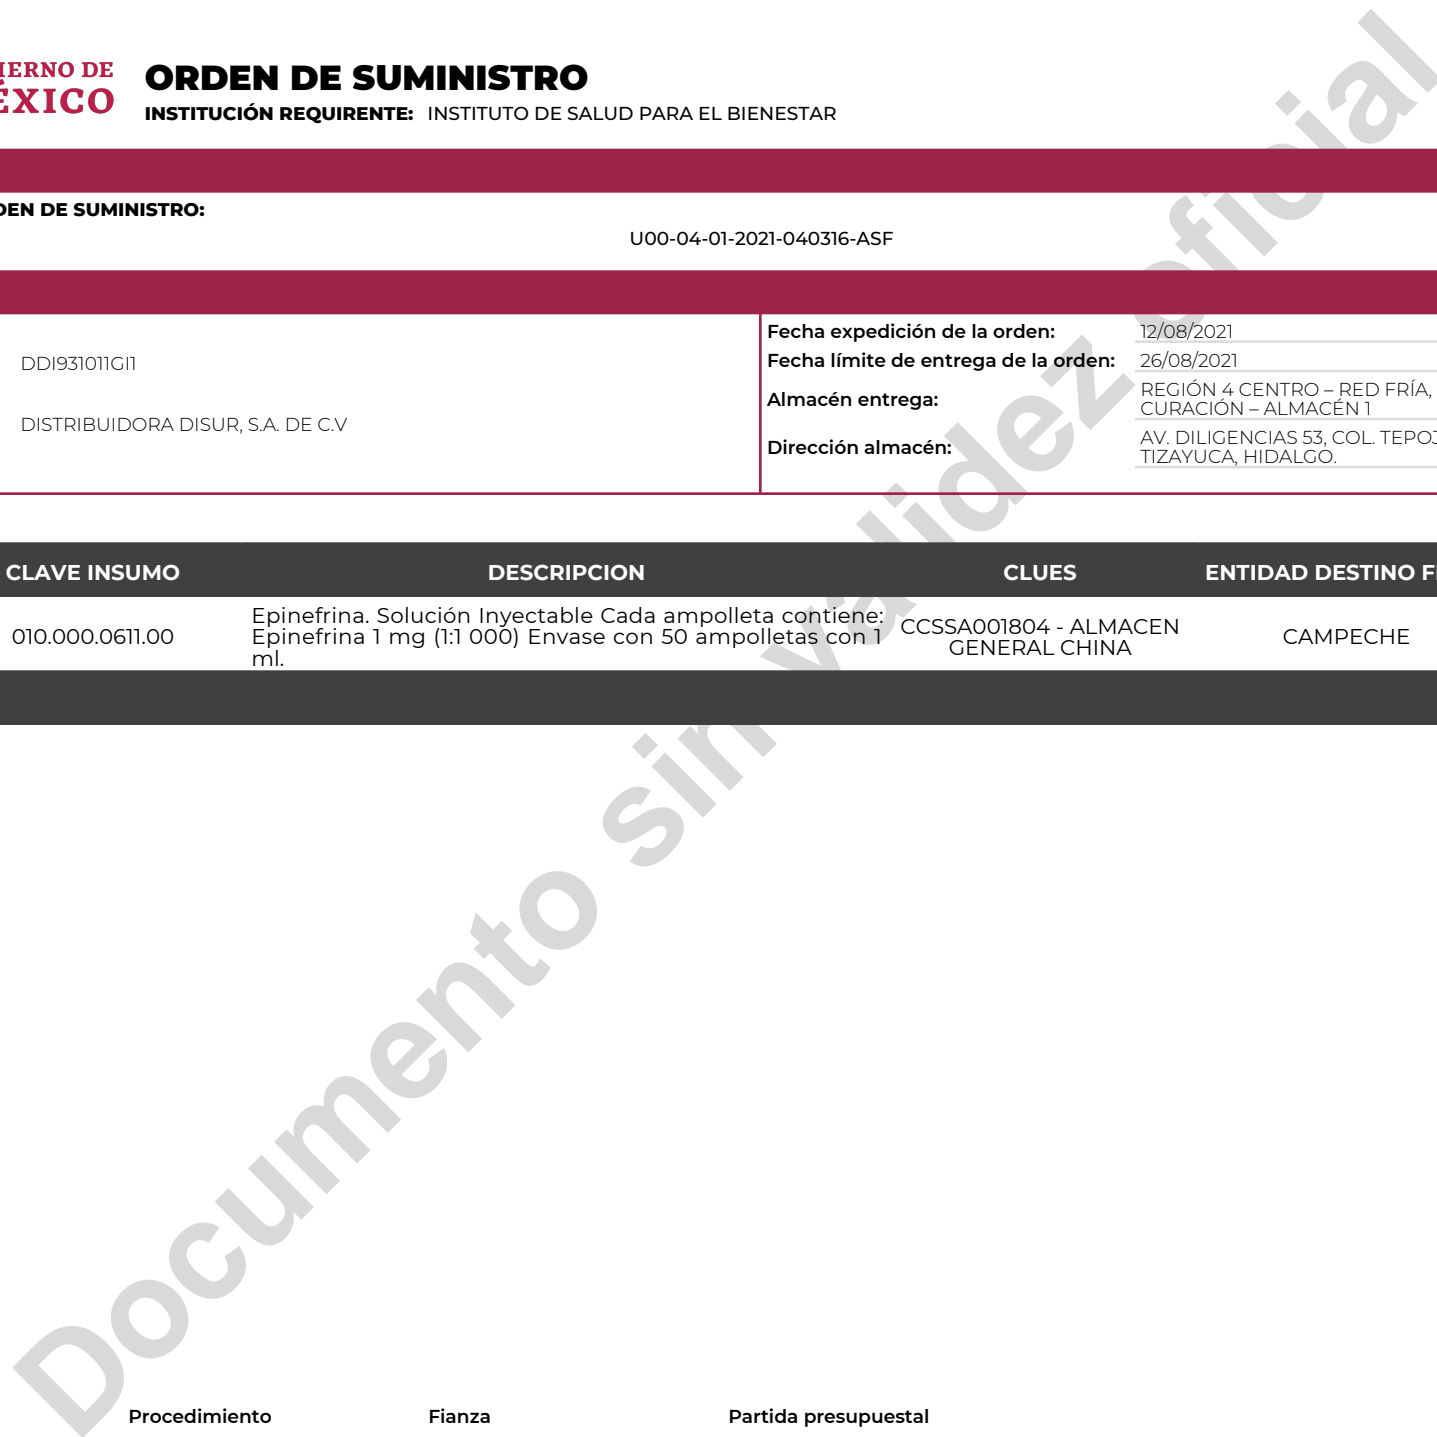 IERNO DE
ÉXICO
ORDEN DE SUMINISTRO
INSTITUCIÓN REQUIRENTE: INSTITUTO DE SALUD PARA EL BIENESTAR
DEN DE SUMINISTRO:
U00-04-01-2021-040316-ASF
DDI931011GI1
DISTRIBUIDORA DISUR, S.A. DE C.V
Fecha expedición de la orden: 12/08/2021
Fecha límite de entrega de la orden: 26/08/2021
Almacén entrega: REGIÓN 4 CENTRO – RED FRÍA,
CURACIÓN – ALMACÉN 1
Dirección almacén: AV. DILIGENCIAS 53, COL. TEPOJ
TIZAYUCA, HIDALGO.
CLAVE INSUMO DESCRIPCION CLUES ENTIDAD DESTINO F
010.000.0611.00
Epinefrina. Solución Inyectable Cada ampolleta contiene:
Epinefrina 1 mg (1:1 000) Envase con 50 ampolletas con 1
ml.
CCSSA001804 - ALMACEN
GENERAL CHINA
CAMPECHE
Documento sin validez oficial
Procedimiento Fianza Partida presupuestal